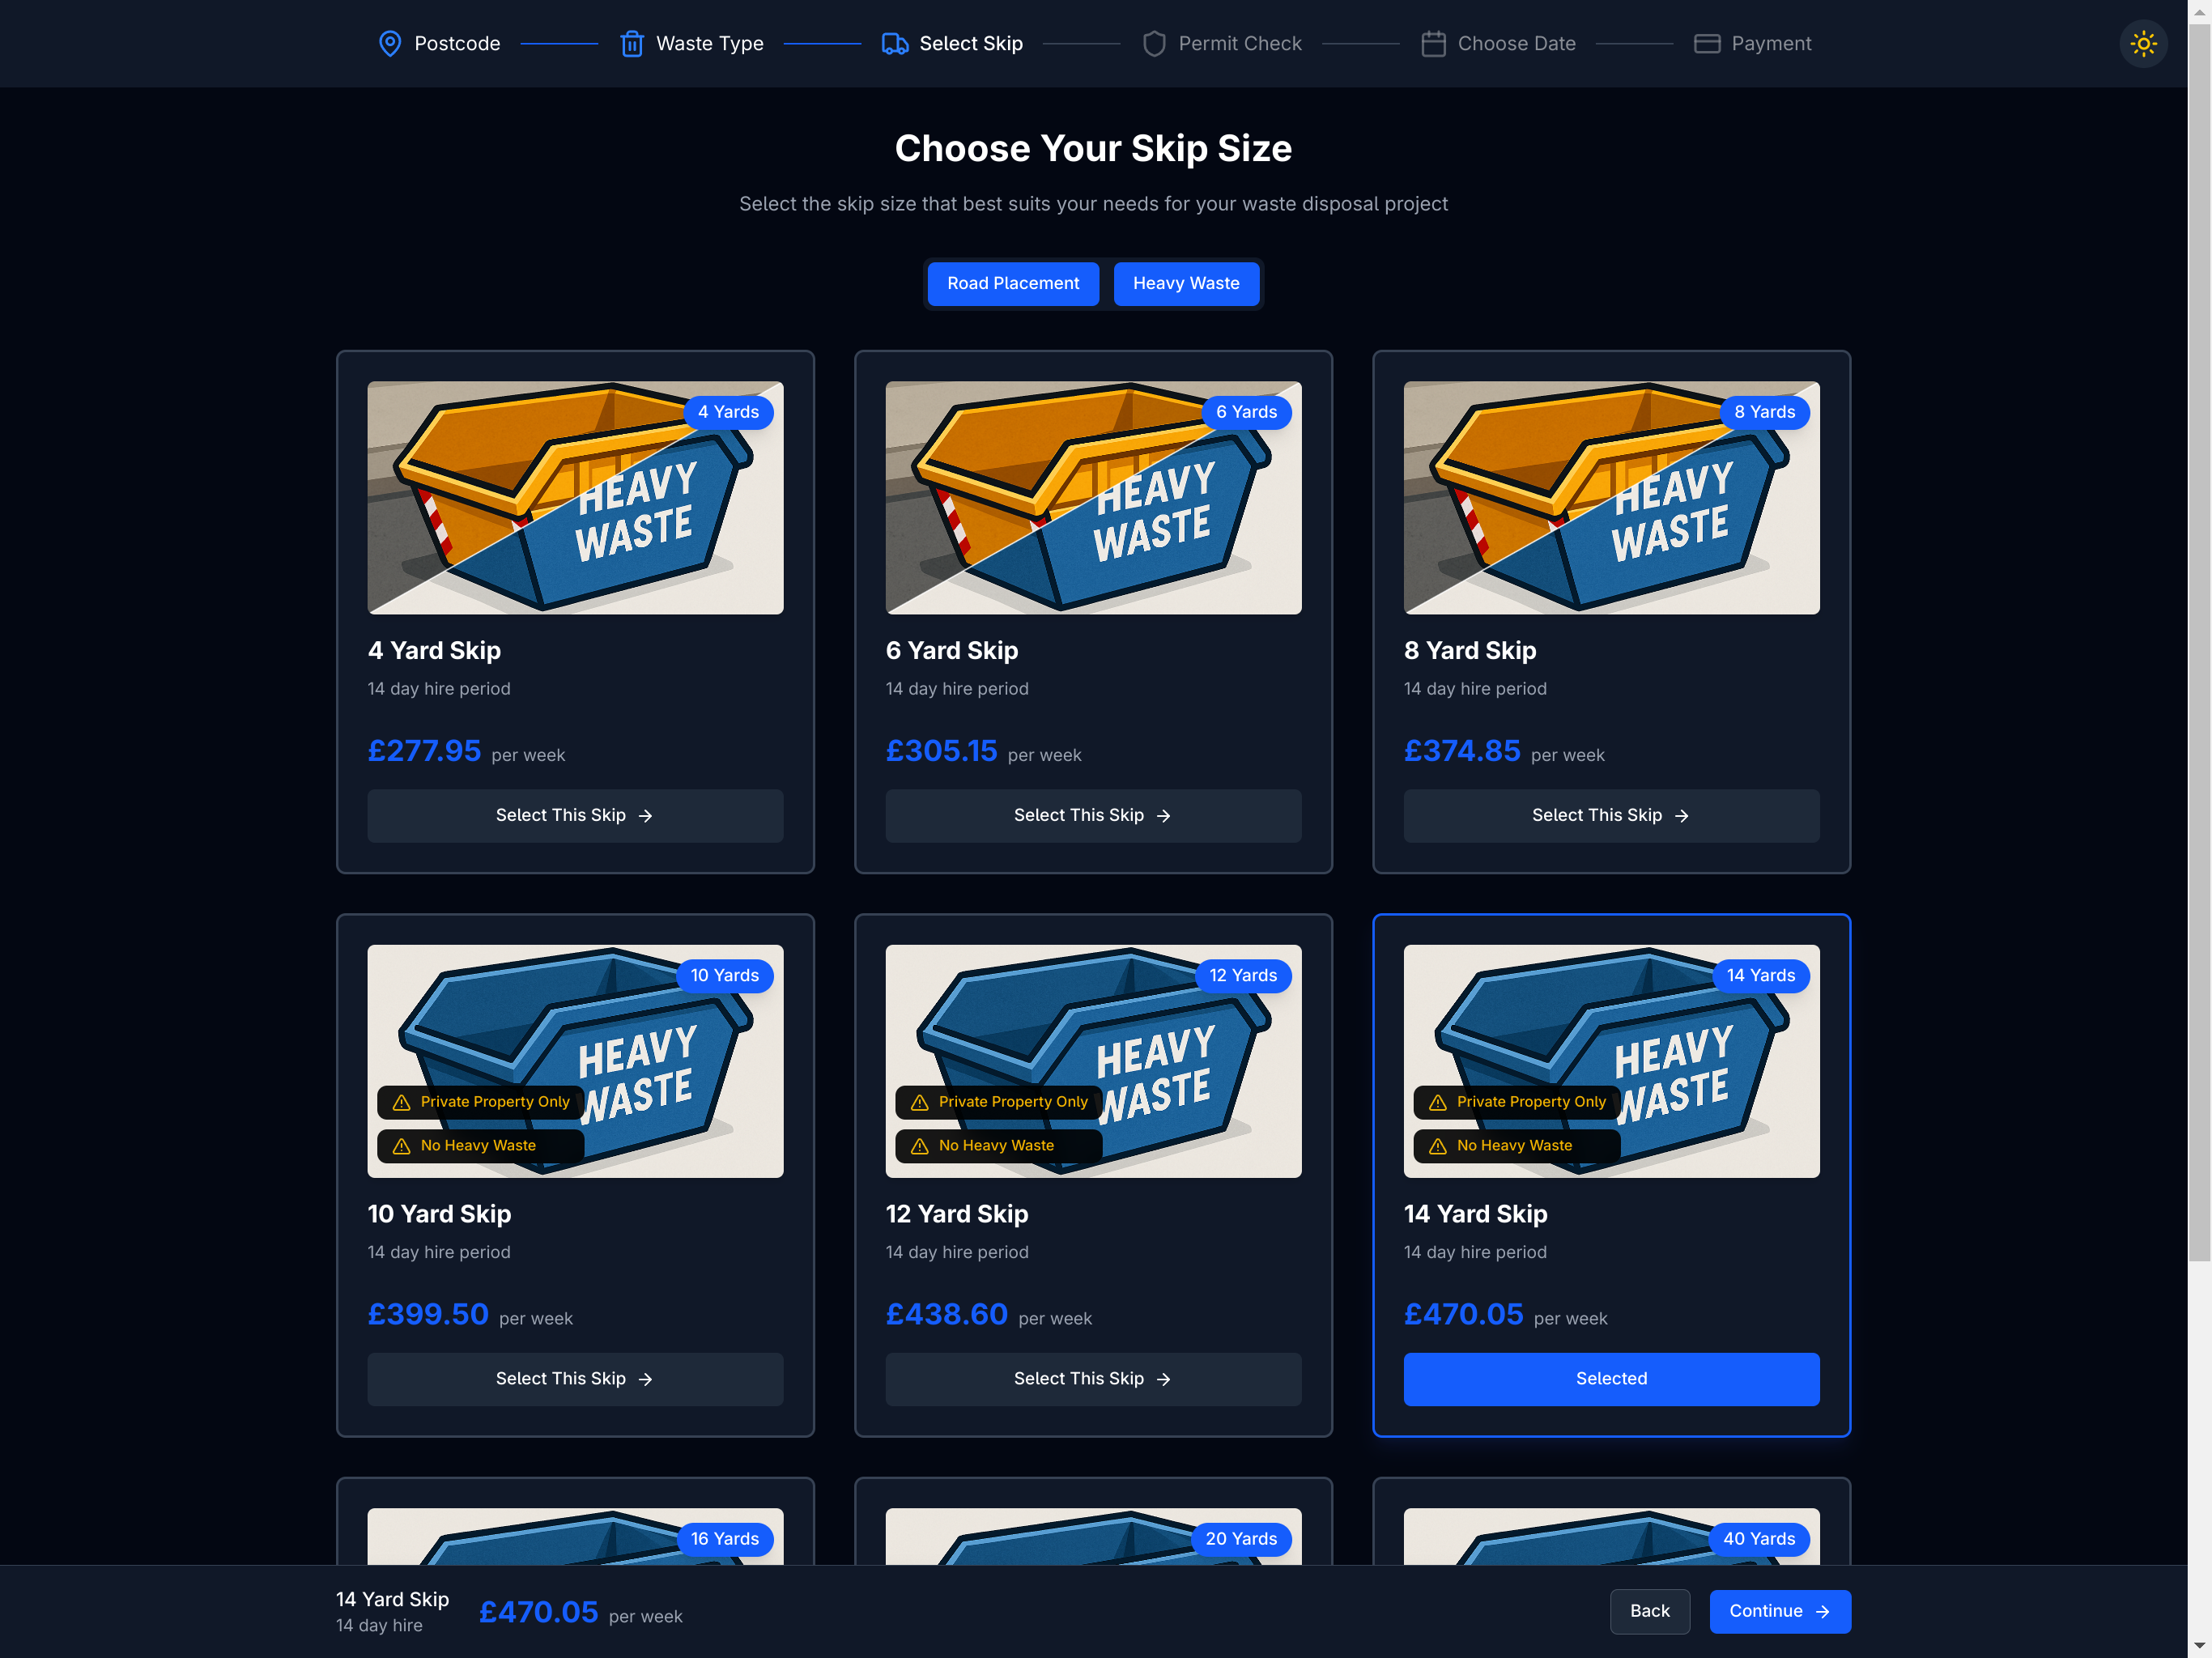 Postcode
Waste Type
Select Skip
Permit Check
Choose Date
Payment
Choose Your Skip Size
Select the skip size that best suits your needs for your waste disposal project
Road Placement
Heavy Waste
4 Yards
HEAVY
WASTE
4 Yard Skip
14 day hire period
£277.95 per week
Select This Skip →
6 Yards
HEAVY
WASTE
6 Yard Skip
14 day hire period
£305.15 per week
Select This Skip →
8 Yards
HEAVY
WASTE
8 Yard Skip
14 day hire period
£374.85 per week
Select This Skip →
10 Yards
HEAVY
WASTE
Private Property Only
No Heavy Waste
10 Yard Skip
14 day hire period
£399.50 per week
Select This Skip →
12 Yards
HEAVY
WASTE
Private Property Only
No Heavy Waste
12 Yard Skip
14 day hire period
£438.60 per week
Select This Skip →
14 Yards
HEAVY
WASTE
Private Property Only
No Heavy Waste
14 Yard Skip
14 day hire period
£470.05 per week
Selected
16 Yards
20 Yards
40 Yards
14 Yard Skip
14 day hire
£470.05 per week
Back
Continue →